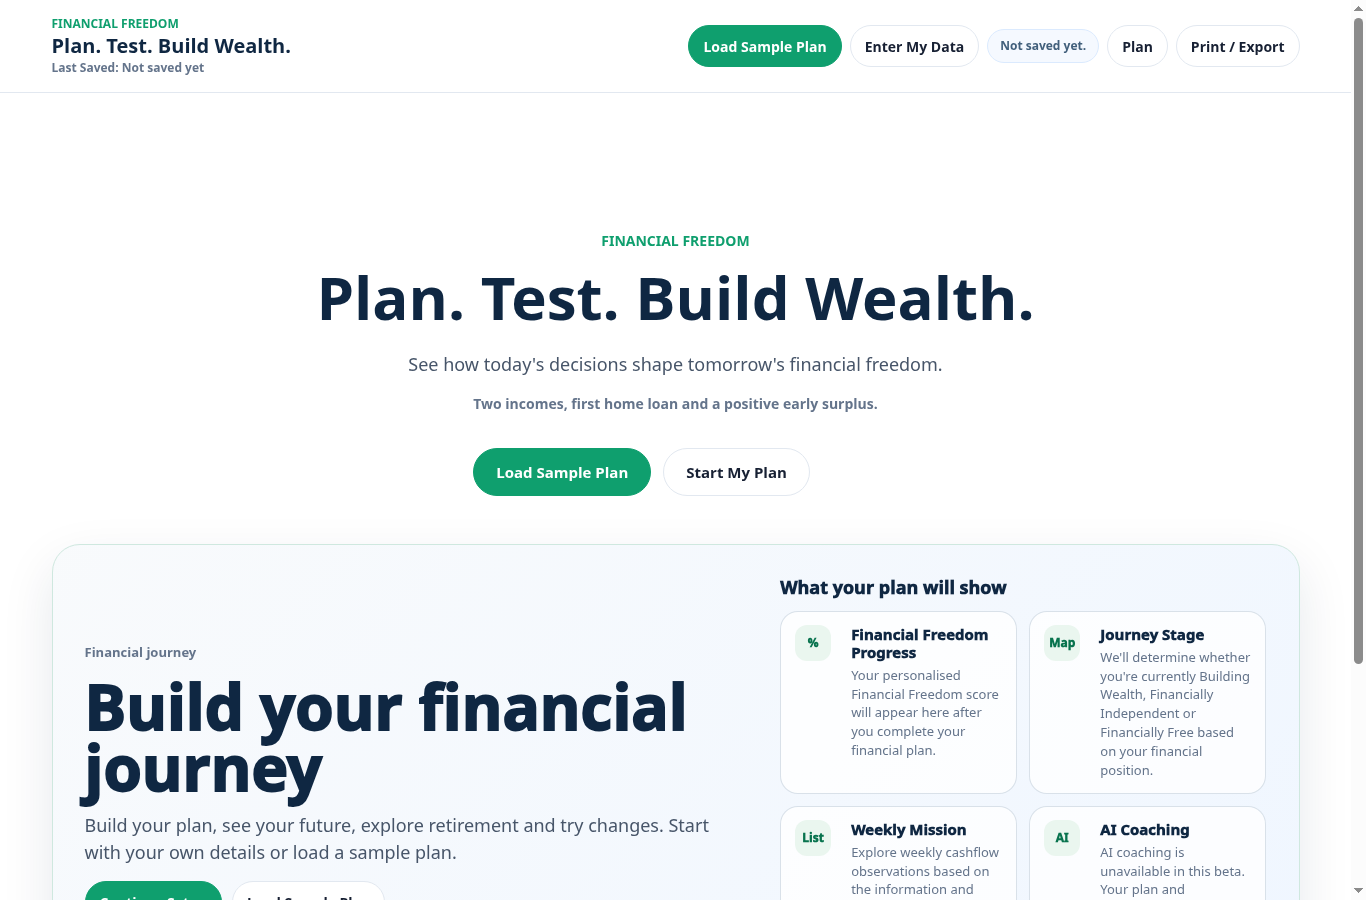 FINANCIAL FREEDOM
Plan. Test. Build Wealth.
Last Saved: Not saved yet
Load Sample Plan
Enter My Data
Not saved yet.
Plan
Print / Export
FINANCIAL FREEDOM
Plan. Test. Build Wealth.
See how today's decisions shape tomorrow's financial freedom.
Two incomes, first home loan and a positive early surplus.
Load Sample Plan
Start My Plan
Financial journey
Build your financial
journey
Build your plan, see your future, explore retirement and try changes. Start
with your own details or load a sample plan.
What your plan will show
%
Financial Freedom
Progress
Your personalised
Financial Freedom score
will appear here after
you complete your
financial plan.
Map
Journey Stage
We'll determine whether
you're currently Building
Wealth, Financially
Independent or
Financially Free based
on your financial
position.
List
Weekly Mission
Explore weekly cashflow
observations based on
the information and
AI
AI Coaching
AI coaching is
unavailable in this beta.
Your plan and